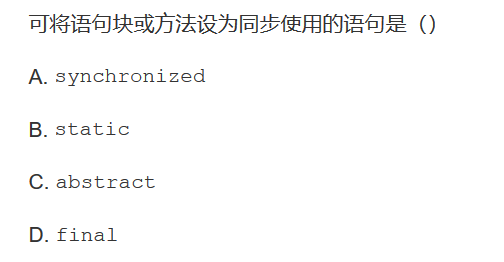 可将语句块或方法设为同步使用的语句是（）
A. synchronized
B. static
C. abstract
D. final